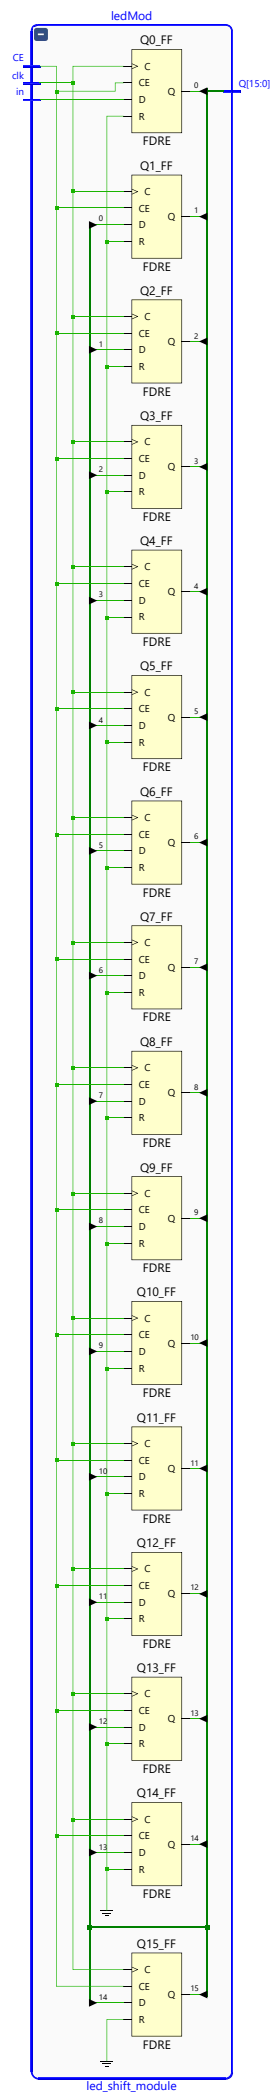 ledMod
Q0_FF
CE
clk
in
C
CE
D
R
Q
0
Q[15:0]
FDRE
Q1_FF
C
CE
0
D
R
Q
1
FDRE
Q2_FF
C
CE
1
D
R
Q
2
FDRE
Q3_FF
C
CE
2
D
R
Q
3
FDRE
Q4_FF
C
CE
3
D
R
Q
4
FDRE
Q5_FF
C
CE
4
D
R
Q
5
FDRE
Q6_FF
C
CE
5
D
R
Q
6
FDRE
Q7_FF
C
CE
6
D
R
Q
7
FDRE
Q8_FF
C
CE
7
D
R
Q
8
FDRE
Q9_FF
C
CE
8
D
R
Q
9
FDRE
Q10_FF
C
CE
9
D
R
Q
10
FDRE
Q11_FF
C
CE
10
D
R
Q
11
FDRE
Q12_FF
C
CE
11
D
R
Q
12
FDRE
Q13_FF
C
CE
12
D
R
Q
13
FDRE
Q14_FF
C
CE
13
D
R
Q
14
FDRE
Q15_FF
C
CE
14
D
R
Q
15
FDRE
led_shift_module